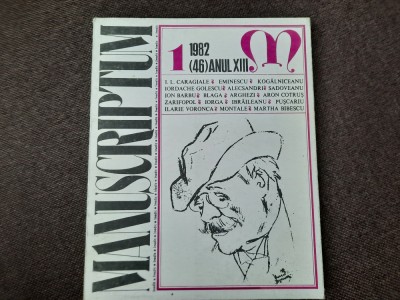 MANUSCRIPTUM
1
1982
(46) ANUL XIII
M
I. L. CARAGIALE EMINESCU KOGĂLNICEANU
IORDACHE GOLESCU ALECSANDRI SADOVEANU
ION BARBU BLAGA ARGHEZI ARON COTRUȘ
ZARIFOPOL IORGA IBRĂILEANU PUȘCARIU
ILARIE VORONCA MONTALE MARTHA BIBESCU